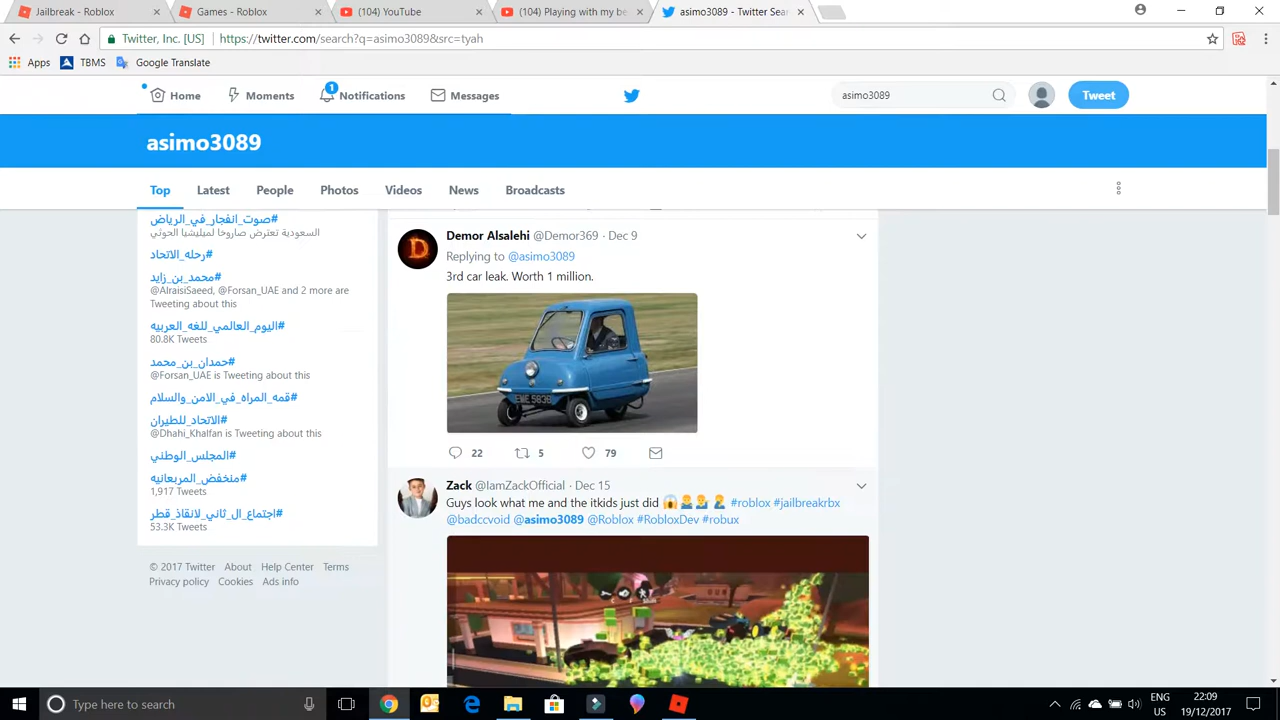 Jailbreak - Roblox
Games - Roblox
(104) YouTube
(104) Playing with my be
asimo3089 - Twitter Sear
Twitter, Inc. [US]
https://twitter.com/search?q=asimo3089&src=tyah
Apps
TBMS
Google Translate
Home
Moments
1
Notifications
Messages
asimo3089
Tweet
asimo3089
Top
Latest
People
Photos
Videos
News
Broadcasts
#صوت_انفجار_في_الرياض
السعودية تعترض صاروخا لميليشيا الحوثي
#رحله_الاتحاد
#محمد_بن_زايد
@AlraisiSaeed, @Forsan_UAE and 2 more are
Tweeting about this
#اليوم_العالمي_للغه_العربيه
80.8K Tweets
#حمدان_بن_محمد
@Forsan_UAE is Tweeting about this
#قمه_المراه_في_الامن_والسلام
#الاتحاد_للطيران
@Dhahi_Khalfan is Tweeting about this
#المجلس_الوطني
#منخفض_المربعانيه
1,917 Tweets
#اجتماع_ال_ثاني_لانقاذ_قطر
53.3K Tweets
© 2017 Twitter About Help Center Terms
Privacy policy Cookies Ads info
Demor Alsalehi @Demor369 · Dec 9
Replying to @asimo3089
3rd car leak. Worth 1 million.
22
5
79
Zack @IamZackOfficial · Dec 15
Guys look what me and the itkids just did 😱 #roblox #jailbreakrbx
@badccvoid @asimo3089 @Roblox #RobloxDev #robux
Type here to search
ENG
US
22:09
19/12/2017